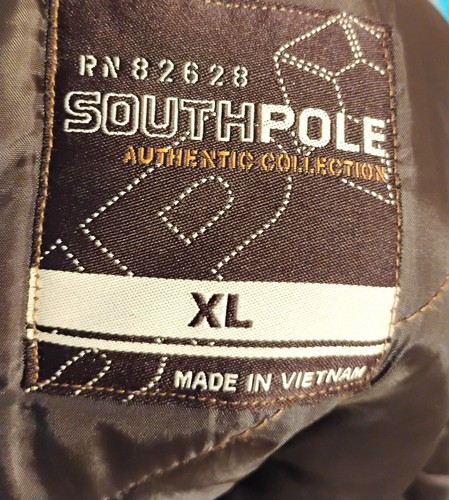 RN 82628
SOUTHPOLE
AUTHENTIC COLLECTION
XL
MADE IN VIETNAM